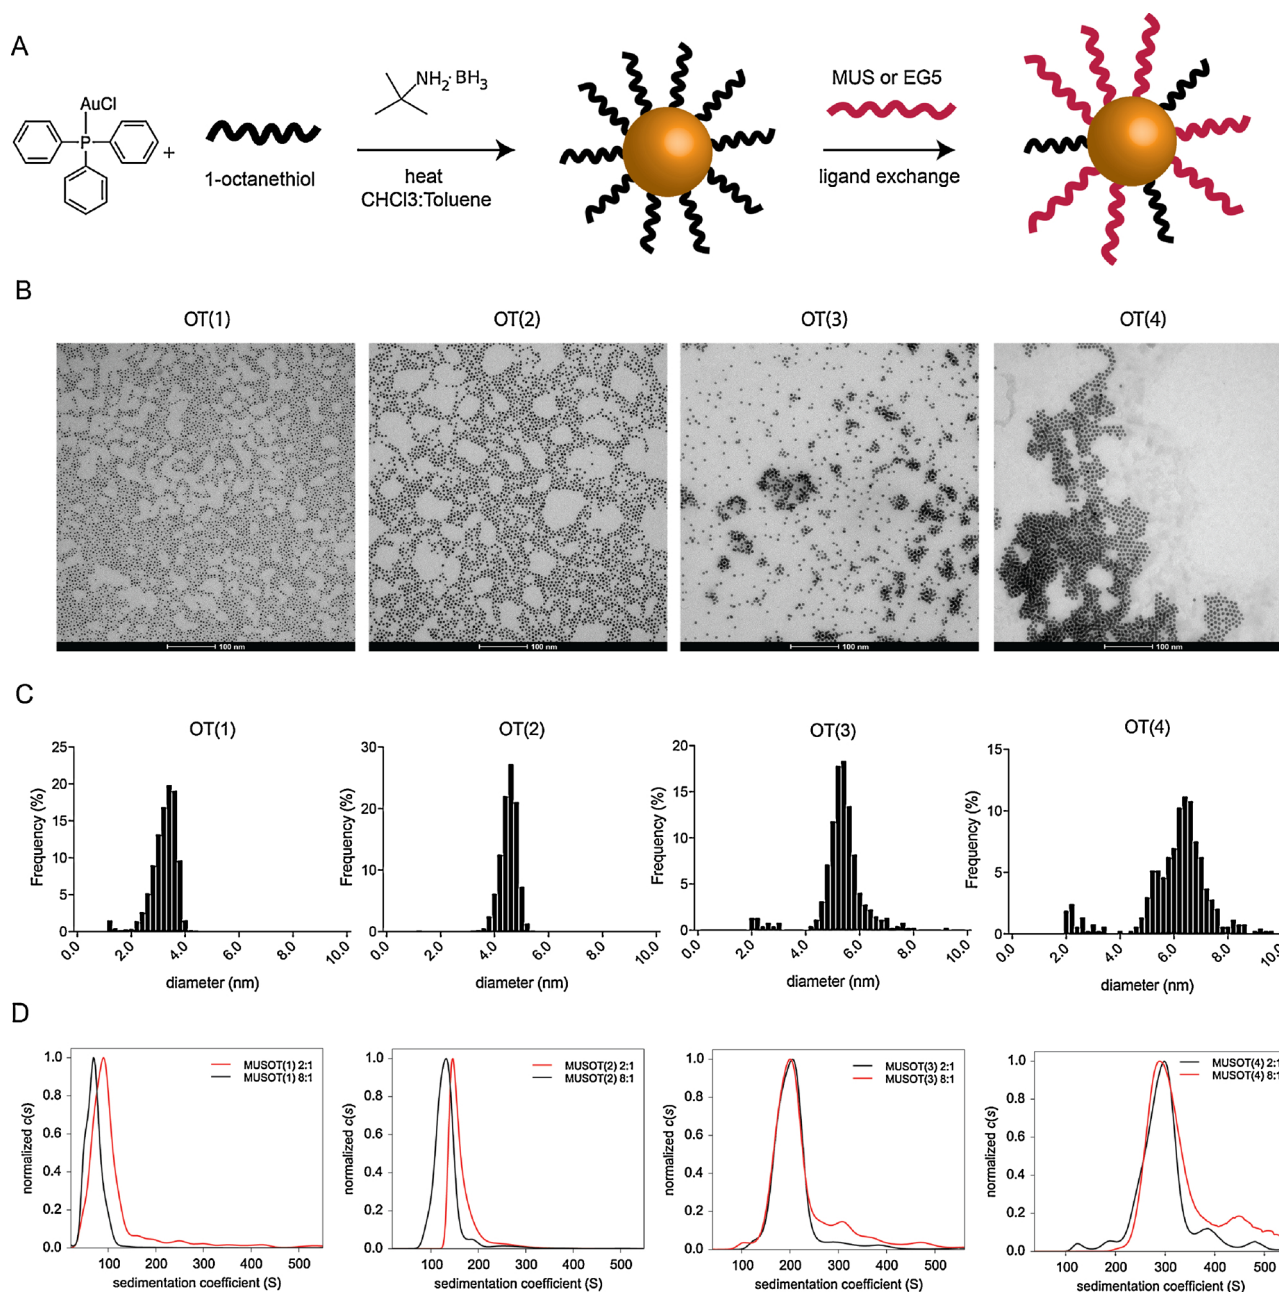 A
AuCl
P
+
1-octanethiol
NH2·BH3
heat
CHCl3:Toluene
MUS or EG5
ligand exchange
B
OT(1)
OT(2)
OT(3)
OT(4)
100 nm
100 nm
100 nm
100 nm
C
OT(1)
OT(2)
OT(3)
OT(4)
Frequency (%)
25
20
15
10
5
0
0.0
2.0
4.0
6.0
8.0
10.0
diameter (nm)
Frequency (%)
30
20
10
0
0.0
2.0
4.0
6.0
8.0
10.0
diameter (nm)
Frequency (%)
20
15
10
5
0
0.0
2.0
4.0
6.0
8.0
10.0
diameter (nm)
Frequency (%)
15
10
5
0
0.0
2.0
4.0
6.0
8.0
10.0
diameter (nm)
D
normalized c(s)
1.0
0.8
0.6
0.4
0.2
0.0
MUSOT(1) 2:1
MUSOT(1) 8:1
100
200
300
400
500
sedimentation coefficient (S)
normalized c(s)
1.0
0.8
0.6
0.4
0.2
0.0
MUSOT(2) 2:1
MUSOT(2) 8:1
100
200
300
400
500
sedimentation coefficient (S)
normalized c(s)
1.0
0.8
0.6
0.4
0.2
0.0
MUSOT(3) 2:1
MUSOT(3) 8:1
100
200
300
400
500
sedimentation coefficient (S)
normalized c(s)
1.0
0.8
0.6
0.4
0.2
0.0
MUSOT(4) 2:1
MUSOT(4) 8:1
100
200
300
400
500
sedimentation coefficient (S)